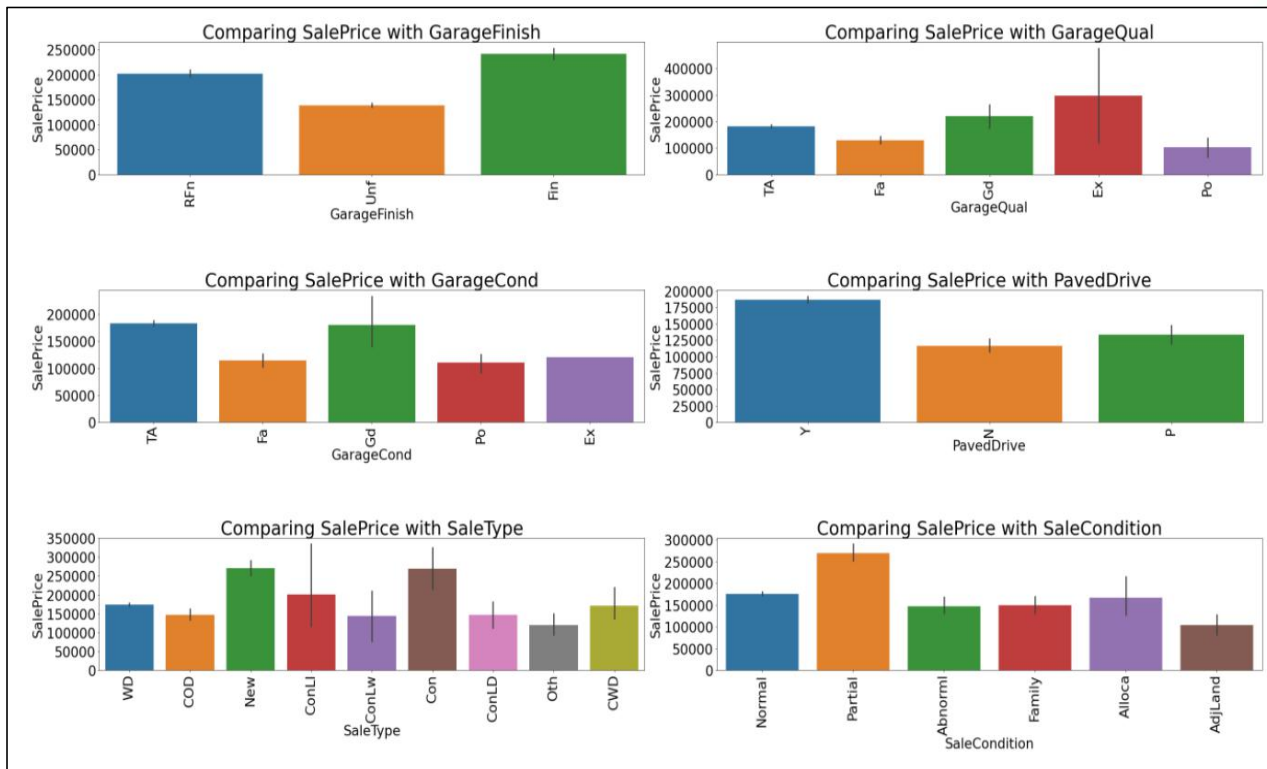 Comparing SalePrice with GarageFinish
SalePrice
250000
200000
150000
100000
50000
0
RFn
Unf
Fin
GarageFinish
Comparing SalePrice with GarageQual
SalePrice
400000
300000
200000
100000
0
TA
Fa
Gd
Ex
Po
GarageQual
Comparing SalePrice with GarageCond
SalePrice
200000
150000
100000
50000
0
TA
Fa
Gd
Po
Ex
GarageCond
Comparing SalePrice with PavedDrive
SalePrice
200000
175000
150000
125000
100000
75000
50000
25000
0
Y
N
P
PavedDrive
Comparing SalePrice with SaleType
SalePrice
350000
300000
250000
200000
150000
100000
50000
0
WD
COD
New
ConLI
ConLw
Con
ConLD
Oth
CWD
SaleType
Comparing SalePrice with SaleCondition
SalePrice
300000
250000
200000
150000
100000
50000
0
Normal
Partial
Abnorml
Family
Alloca
AdjLand
SaleCondition